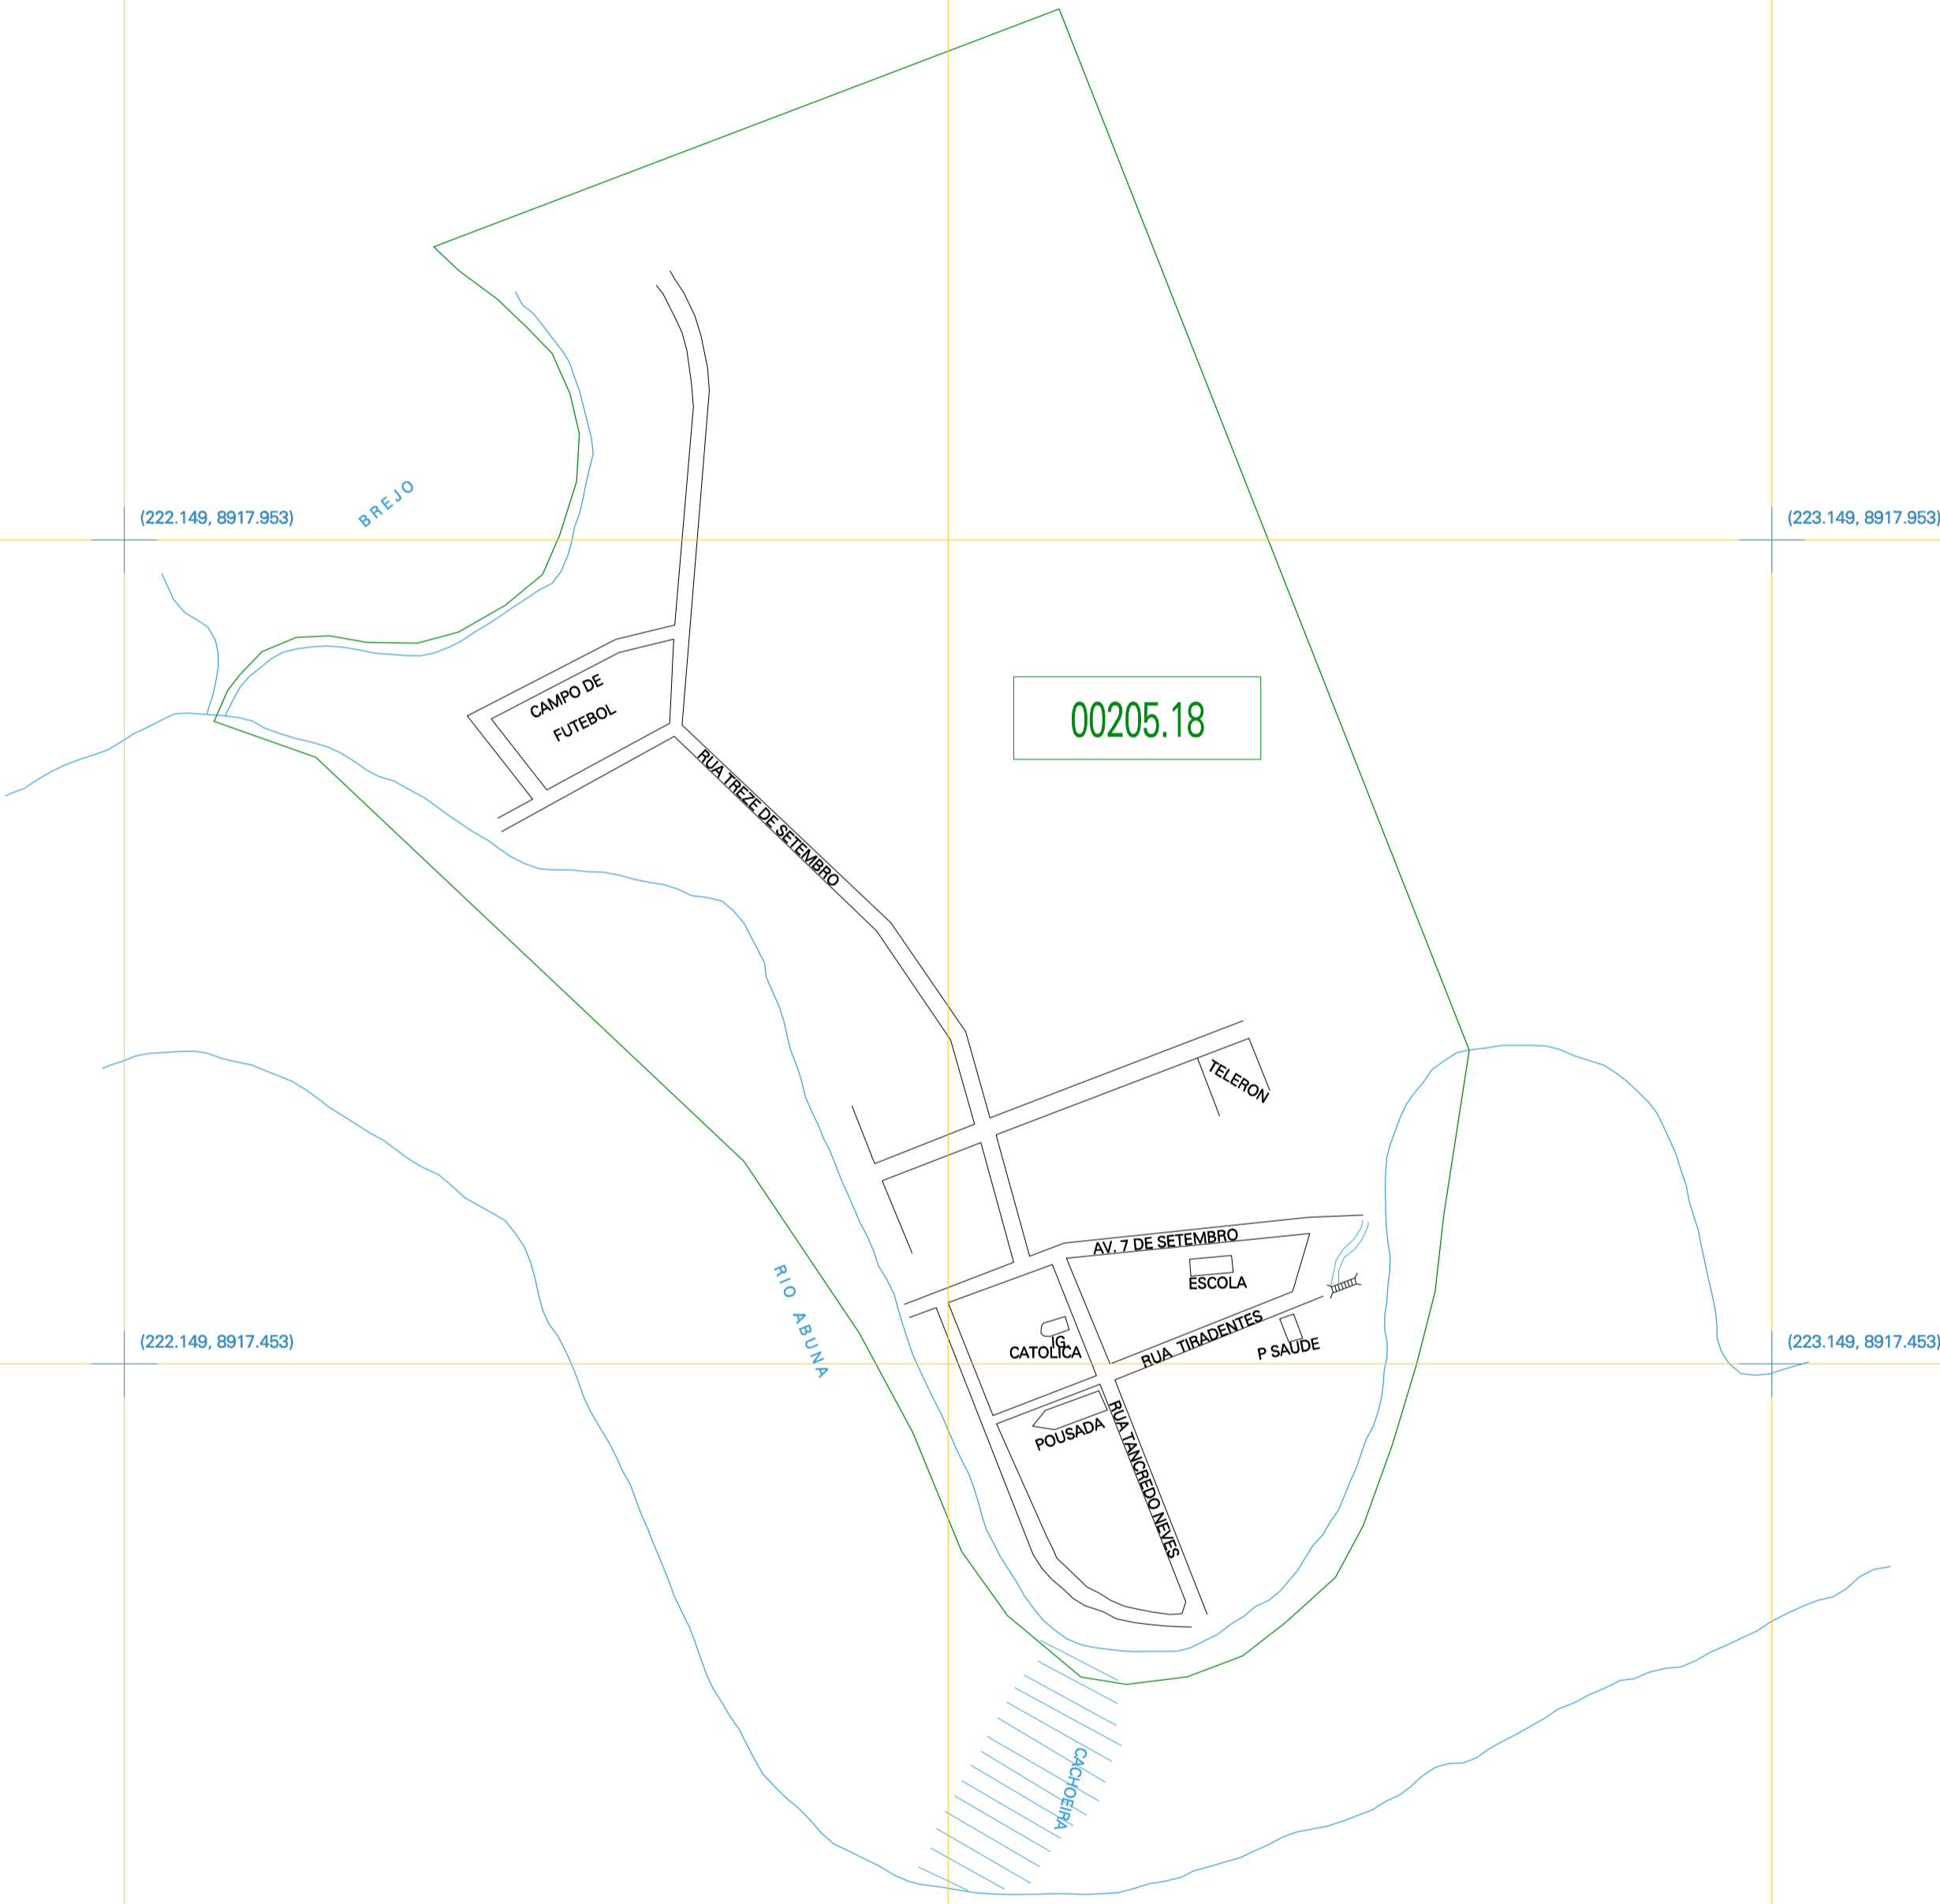 BREJO
(222.149, 8917.953)
(223.149, 8917.953)
CAMPO DE
FUTEBOL
00205.18
RUA TREZE DE SETEMBRO
TELERON
AV. 7 DE SETEMBRO
ESCOLA
RIO ABUNA
IG.
CATOLICA
RUA TIRADENTES
P SAUDE
(222.149, 8917.453)
(223.149, 8917.453)
POUSADA
RUA TANCREDO NEVES
CACHOEIRA